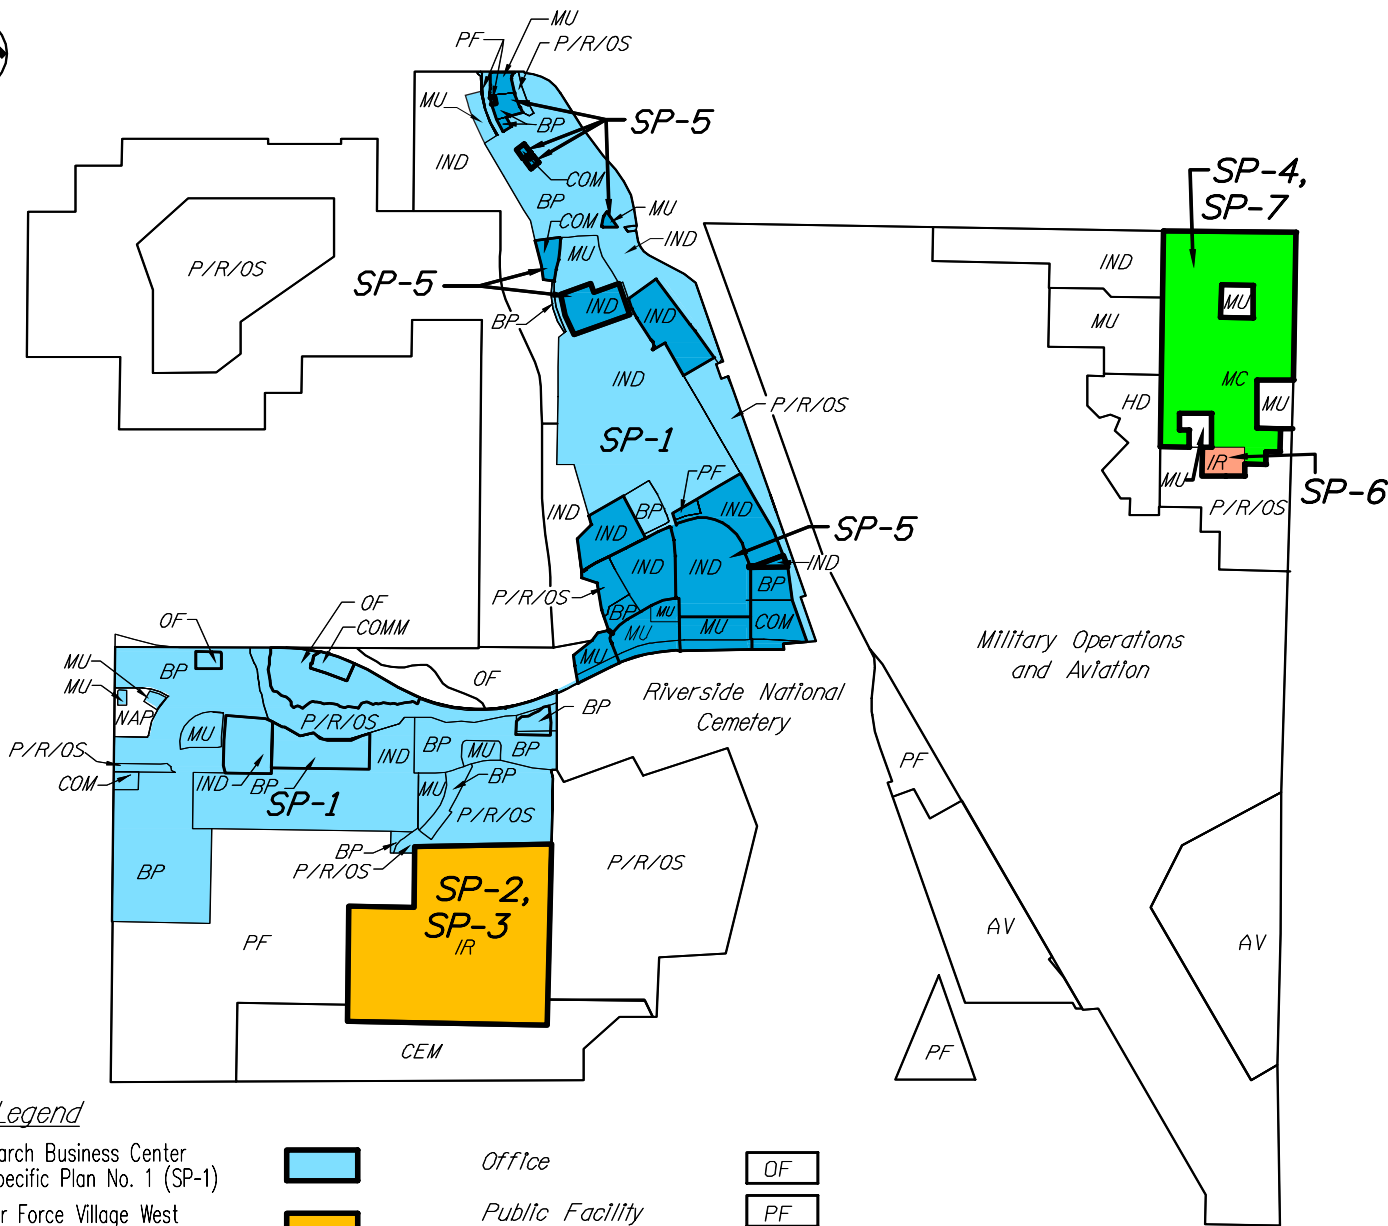 MU
PF
P/R/OS
MU
BP
SP-5
IND
COM
BP
MU
COM
IND
MU
SP-5
BP
IND
IND
P/R/OS
IND
P/R/OS
SP-1
PF
IND
BP
IND
IND
SP-5
IND
IND
IND
BP
P/R/OS
BP
MU
MU
MU
COM
MU
SP-4,
SP-7
IND
MU
MU
MC
HD
MU
MU
IR
SP-6
P/R/OS
Military Operations
and Aviation
Riverside National
Cemetery
OF
OF
COMM
MU
BP
MU
NAP
OF
P/R/OS
BP
MU
P/R/OS
IND
BP
MU
BP
COM
IND
BP
SP-1
MU
BP
P/R/OS
BP
BP
P/R/OS
SP-2,
SP-3
IR
P/R/OS
PF
CEM
PF
AV
AV
PF
Legend
arch Business Center
pecific Plan No. 1 (SP-1)
Office
OF
r Force Village West
Public Facility
PF